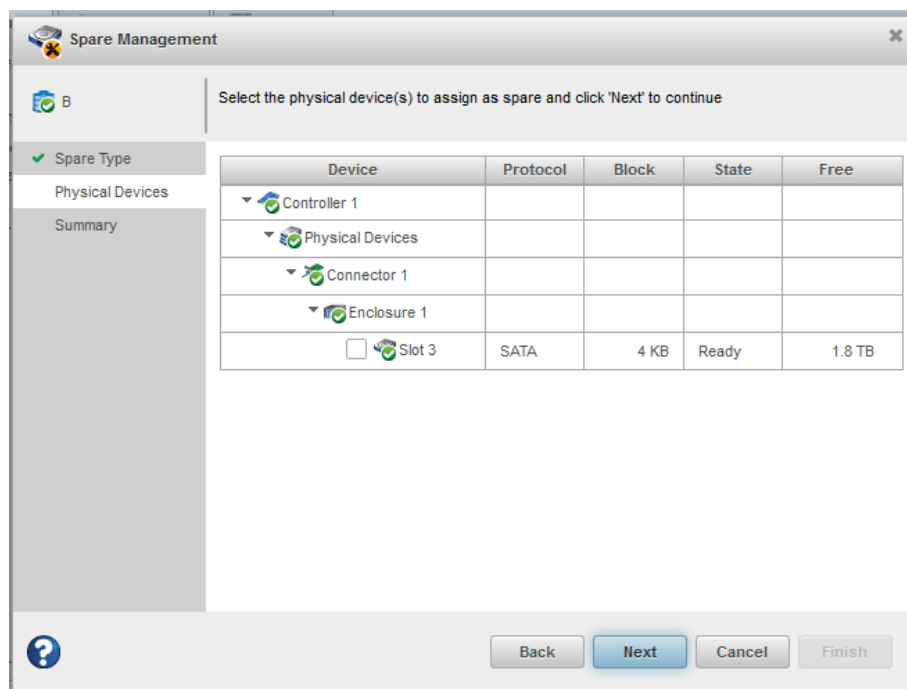 Spare Management
B
Select the physical device(s) to assign as spare and click 'Next' to continue
Spare Type
Physical Devices
Summary
Device Protocol Block State Free
Controller 1
Physical Devices
Connector 1
Enclosure 1
Slot 3 SATA 4 KB Ready 1.8 TB
? Back Next Cancel Finish